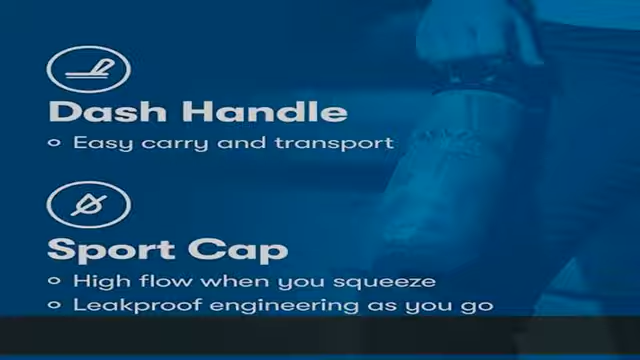 Dash Handle
Easy carry and transport
Sport Cap
High flow when you squeeze
Leakproof engineering as you go